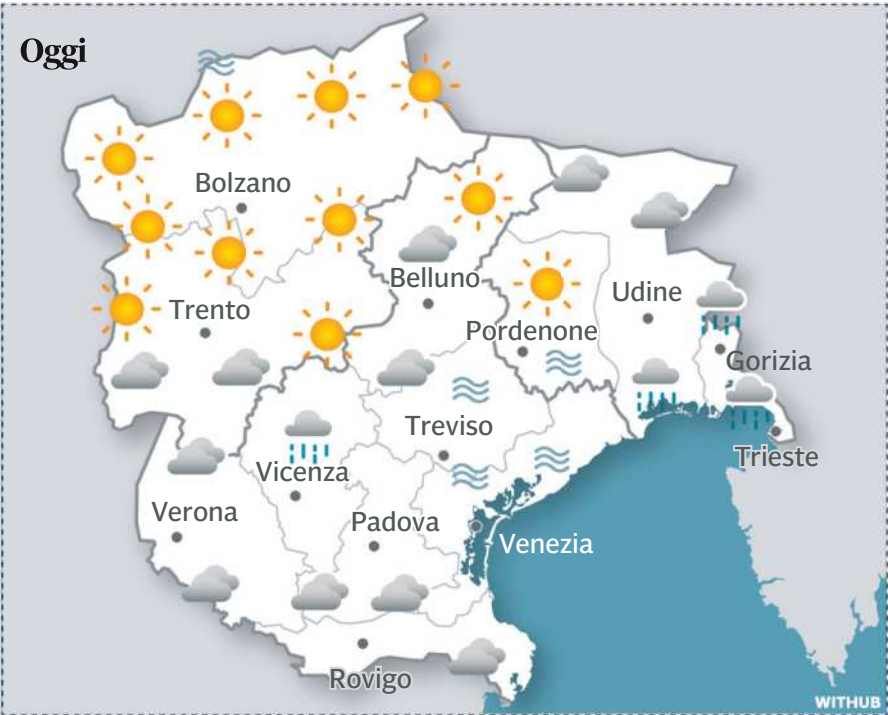 Oggi
Bolzano
Belluno
Udine
Trento
Pordenone
Gorizia
Treviso
Trieste
Vicenza
Verona
Padova
Venezia
Rovigo
WITHUB